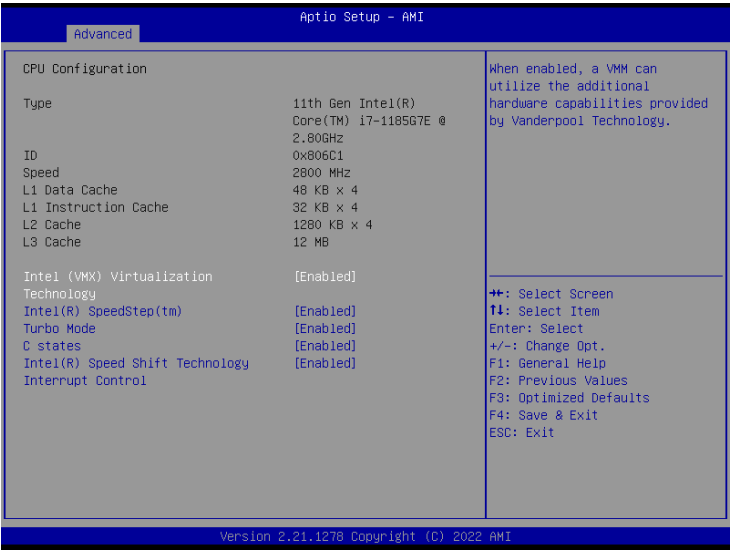 Aptio Setup – AMI
Advanced
CPU Configuration
Type 11th Gen Intel(R)
Core(TM) i7-1185G7E @
2.80GHz
ID 0x806C1
Speed 2800 MHz
L1 Data Cache 48 KB x 4
L1 Instruction Cache 32 KB x 4
L2 Cache 1280 KB x 4
L3 Cache 12 MB
Intel (VMX) Virtualization [Enabled]
Technology
Intel(R) SpeedStep(tm) [Enabled]
Turbo Mode [Enabled]
C states [Enabled]
Intel(R) Speed Shift Technology [Enabled]
Interrupt Control
When enabled, a VMM can
utilize the additional
hardware capabilities provided
by Vanderpool Technology.
→←: Select Screen
↑↓: Select Item
Enter: Select
+/-: Change Opt.
F1: General Help
F2: Previous Values
F3: Optimized Defaults
F4: Save & Exit
ESC: Exit
Version 2.21.1278 Copyright (C) 2022 AMI